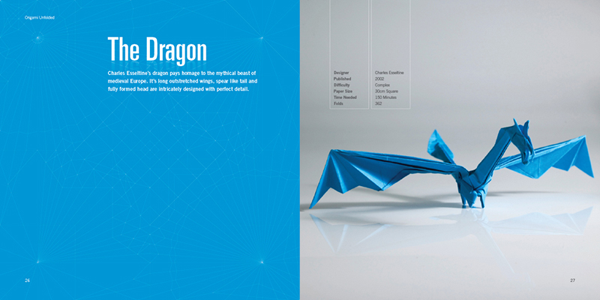 Origami Unfolded
The Dragon
Charles Esseltine's dragon pays homage to the mythical beast of
medieval Europe. It's long outstretched wings, spear like tail and
fully formed head are intricately designed with perfect detail.
Designer Charles Esseltine
Published 2002
Difficulty Complex
Paper Size 30cm Square
Time Needed 150 Minutes
Folds 362
26
27